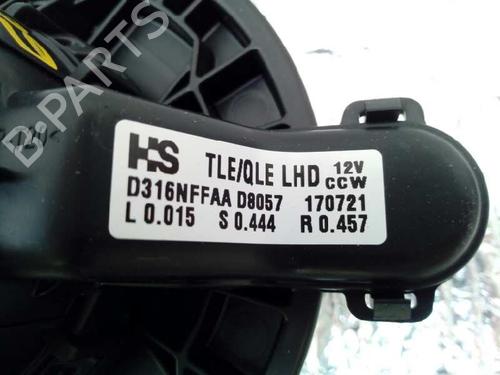 HS TLE/QLE LHD 12V CCW
D316NFFAA D8057 170721
L 0.015 S 0.444 R 0.457
B-PARTS